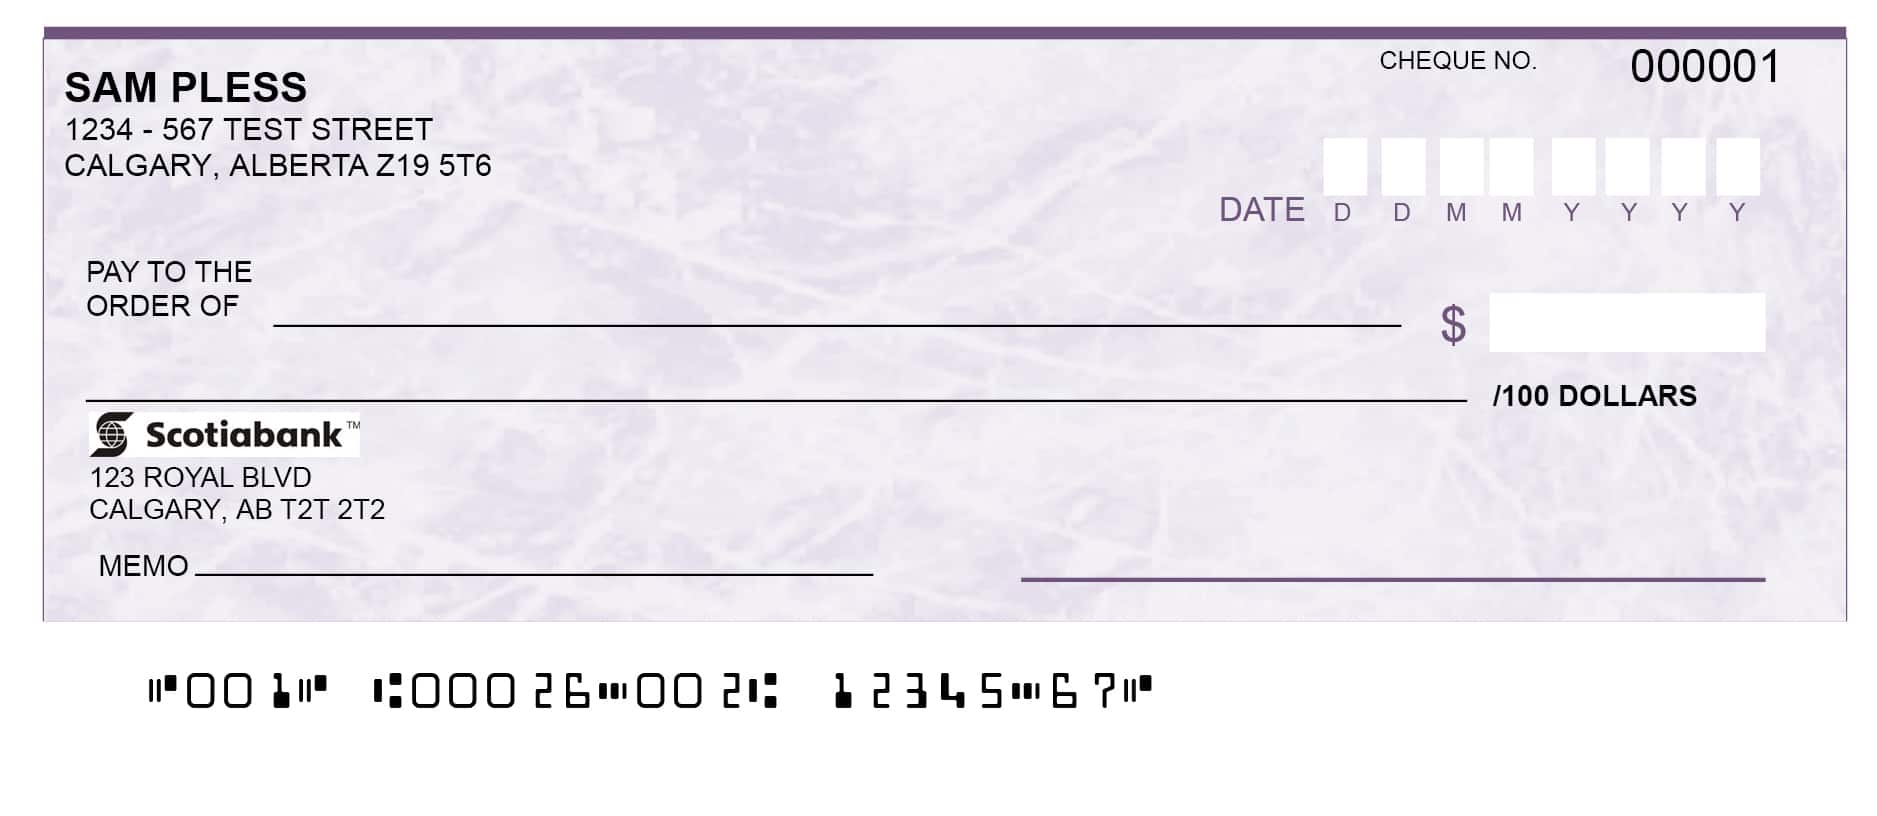 CHEQUE NO. 000001
SAM PLESS
1234 - 567 TEST STREET
CALGARY, ALBERTA Z19 5T6
DATE D D M M Y Y Y Y
PAY TO THE
ORDER OF
$
/100 DOLLARS
Scotiabank™
123 ROYAL BLVD
CALGARY, AB T2T 2T2
MEMO
⑈001⑈ ⑆00026⑉002⑆ 12345⑉67⑈